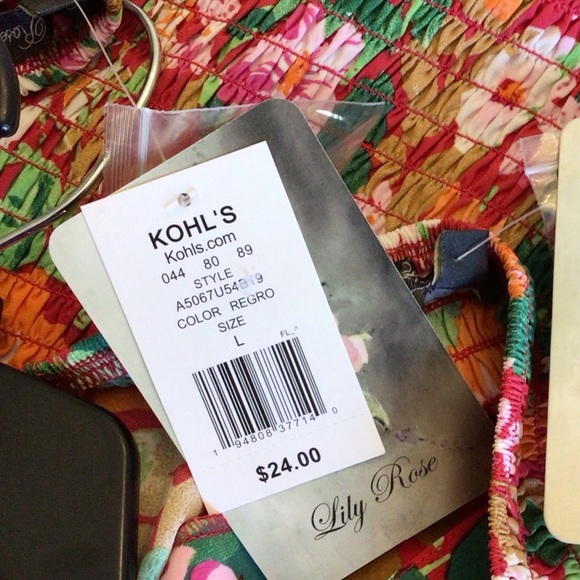 KOHL'S
Kohls.com
044 80 89
STYLE
COLOR REGRO
SIZE
L
1 94808 37714 0
$24.00
Lily Rose